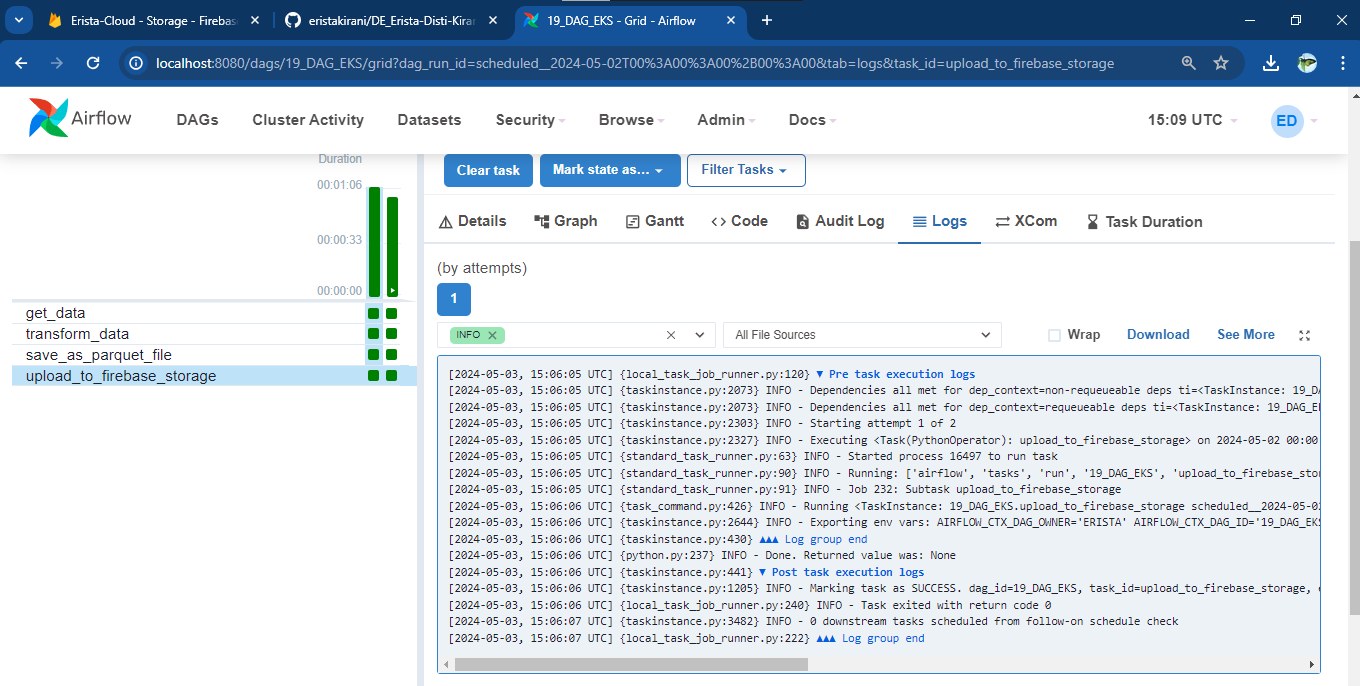 Erista-Cloud - Storage - Firebase
eristakirani/DE_Erista-Disti-Kiran
19_DAG_EKS - Grid - Airflow
localhost:8080/dags/19_DAG_EKS/grid?dag_run_id=scheduled__2024-05-02T00%3A00%3A00%2B00%3A00&tab=logs&task_id=upload_to_firebase_storage
Airflow DAGs Cluster Activity Datasets Security Browse Admin Docs 15:09 UTC ED
Duration
00:01:06
00:00:33
00:00:00
get_data
transform_data
save_as_parquet_file
upload_to_firebase_storage
Clear task Mark state as... Filter Tasks
Details Graph Gantt <> Code Audit Log Logs XCom Task Duration
(by attempts)
1
INFO All File Sources Wrap Download See More
[2024-05-03, 15:06:05 UTC] {local_task_job_runner.py:120} ▼ Pre task execution logs
[2024-05-03, 15:06:05 UTC] {taskinstance.py:2073} INFO - Dependencies all met for dep_context=non-requeueable deps ti=<TaskInstance: 19_DA
[2024-05-03, 15:06:05 UTC] {taskinstance.py:2073} INFO - Dependencies all met for dep_context=requeueable deps ti=<TaskInstance: 19_DAG_E
[2024-05-03, 15:06:05 UTC] {taskinstance.py:2303} INFO - Starting attempt 1 of 2
[2024-05-03, 15:06:05 UTC] {taskinstance.py:2327} INFO - Executing <Task(PythonOperator): upload_to_firebase_storage> on 2024-05-02 00:00
[2024-05-03, 15:06:05 UTC] {standard_task_runner.py:63} INFO - Started process 16497 to run task
[2024-05-03, 15:06:05 UTC] {standard_task_runner.py:90} INFO - Running: ['airflow', 'tasks', 'run', '19_DAG_EKS', 'upload_to_firebase_sto
[2024-05-03, 15:06:05 UTC] {standard_task_runner.py:91} INFO - Job 232: Subtask upload_to_firebase_storage
[2024-05-03, 15:06:05 UTC] {task_command.py:426} INFO - Running <TaskInstance: 19_DAG_EKS.upload_to_firebase_storage scheduled__2024-05-0
[2024-05-03, 15:06:06 UTC] {taskinstance.py:2644} INFO - Exporting env vars: AIRFLOW_CTX_DAG_OWNER='ERISTA' AIRFLOW_CTX_DAG_ID='19_DAG_EKS
[2024-05-03, 15:06:06 UTC] {taskinstance.py:430} ▲▲▲ Log group end
[2024-05-03, 15:06:06 UTC] {python.py:237} INFO - Done. Returned value was: None
[2024-05-03, 15:06:06 UTC] {taskinstance.py:441} ▼ Post task execution logs
[2024-05-03, 15:06:06 UTC] {taskinstance.py:1205} INFO - Marking task as SUCCESS. dag_id=19_DAG_EKS, task_id=upload_to_firebase_storage,
[2024-05-03, 15:06:06 UTC] {local_task_job_runner.py:240} INFO - Task exited with return code 0
[2024-05-03, 15:06:07 UTC] {taskinstance.py:3482} INFO - 0 downstream tasks scheduled from follow-on schedule check
[2024-05-03, 15:06:07 UTC] {local_task_job_runner.py:222} ▲▲▲ Log group end